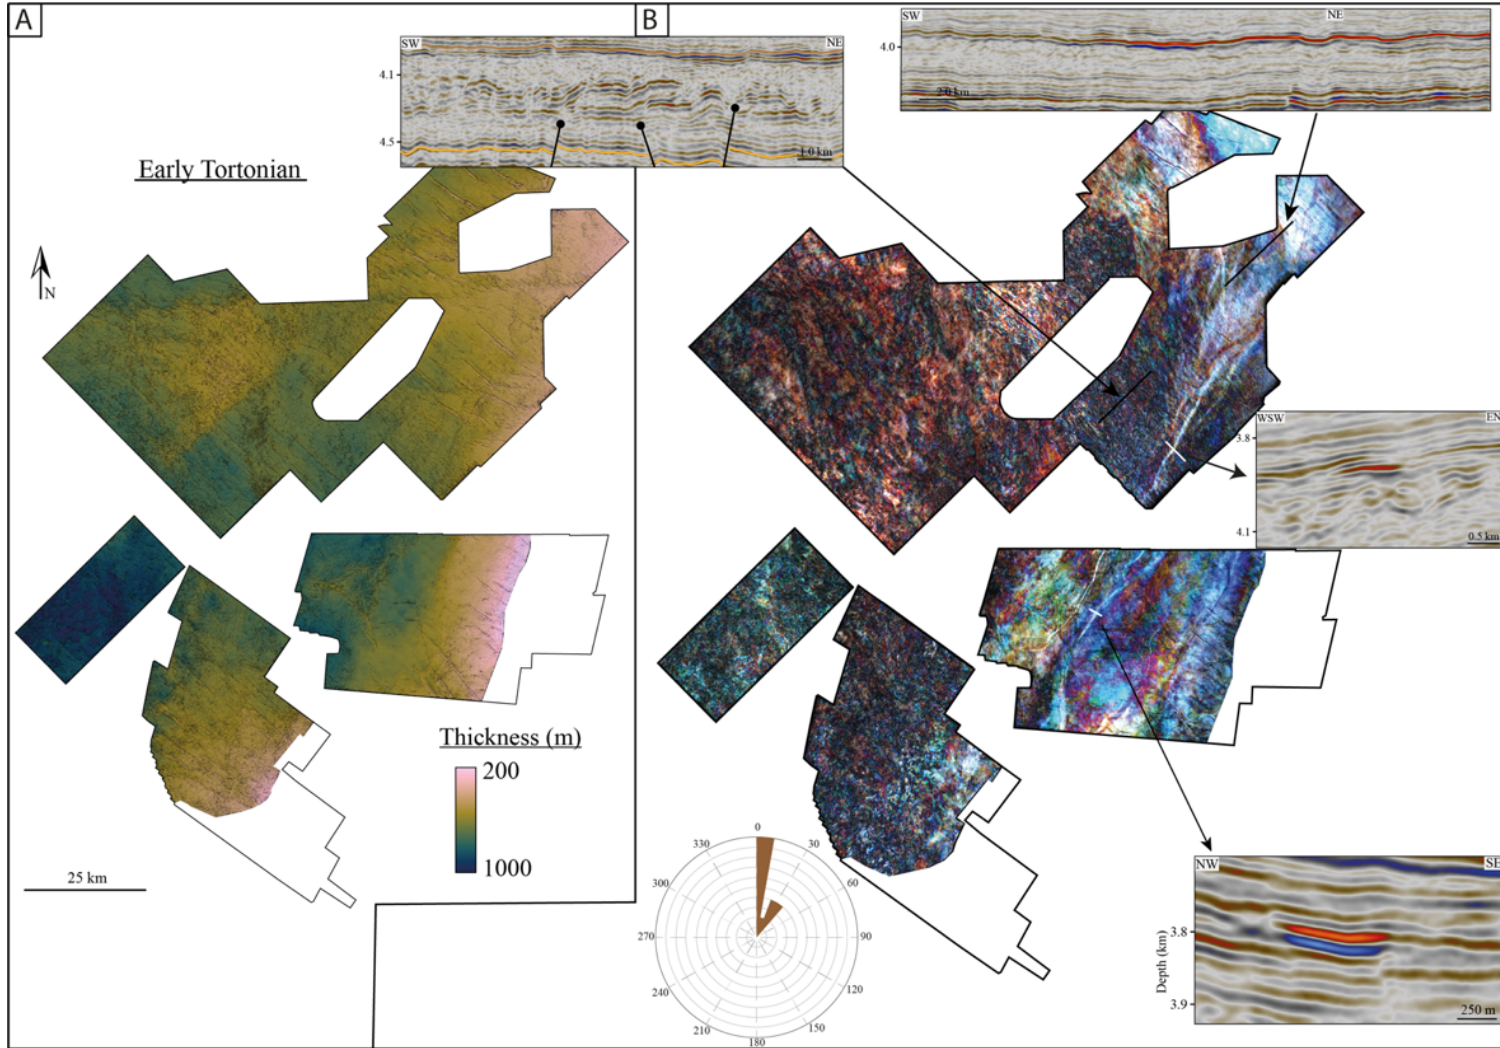 A
B
SW
NE
4.1
4.5
1.0 km
SW
NE
4.0
2.0 km
Early Tortonian
N
WSW
EN
3.8
4.1
0.5 km
Thickness (m)
200
1000
25 km
0
30
60
90
120
150
180
210
240
270
300
330
NW
SE
3.8
Depth (km)
3.9
250 m